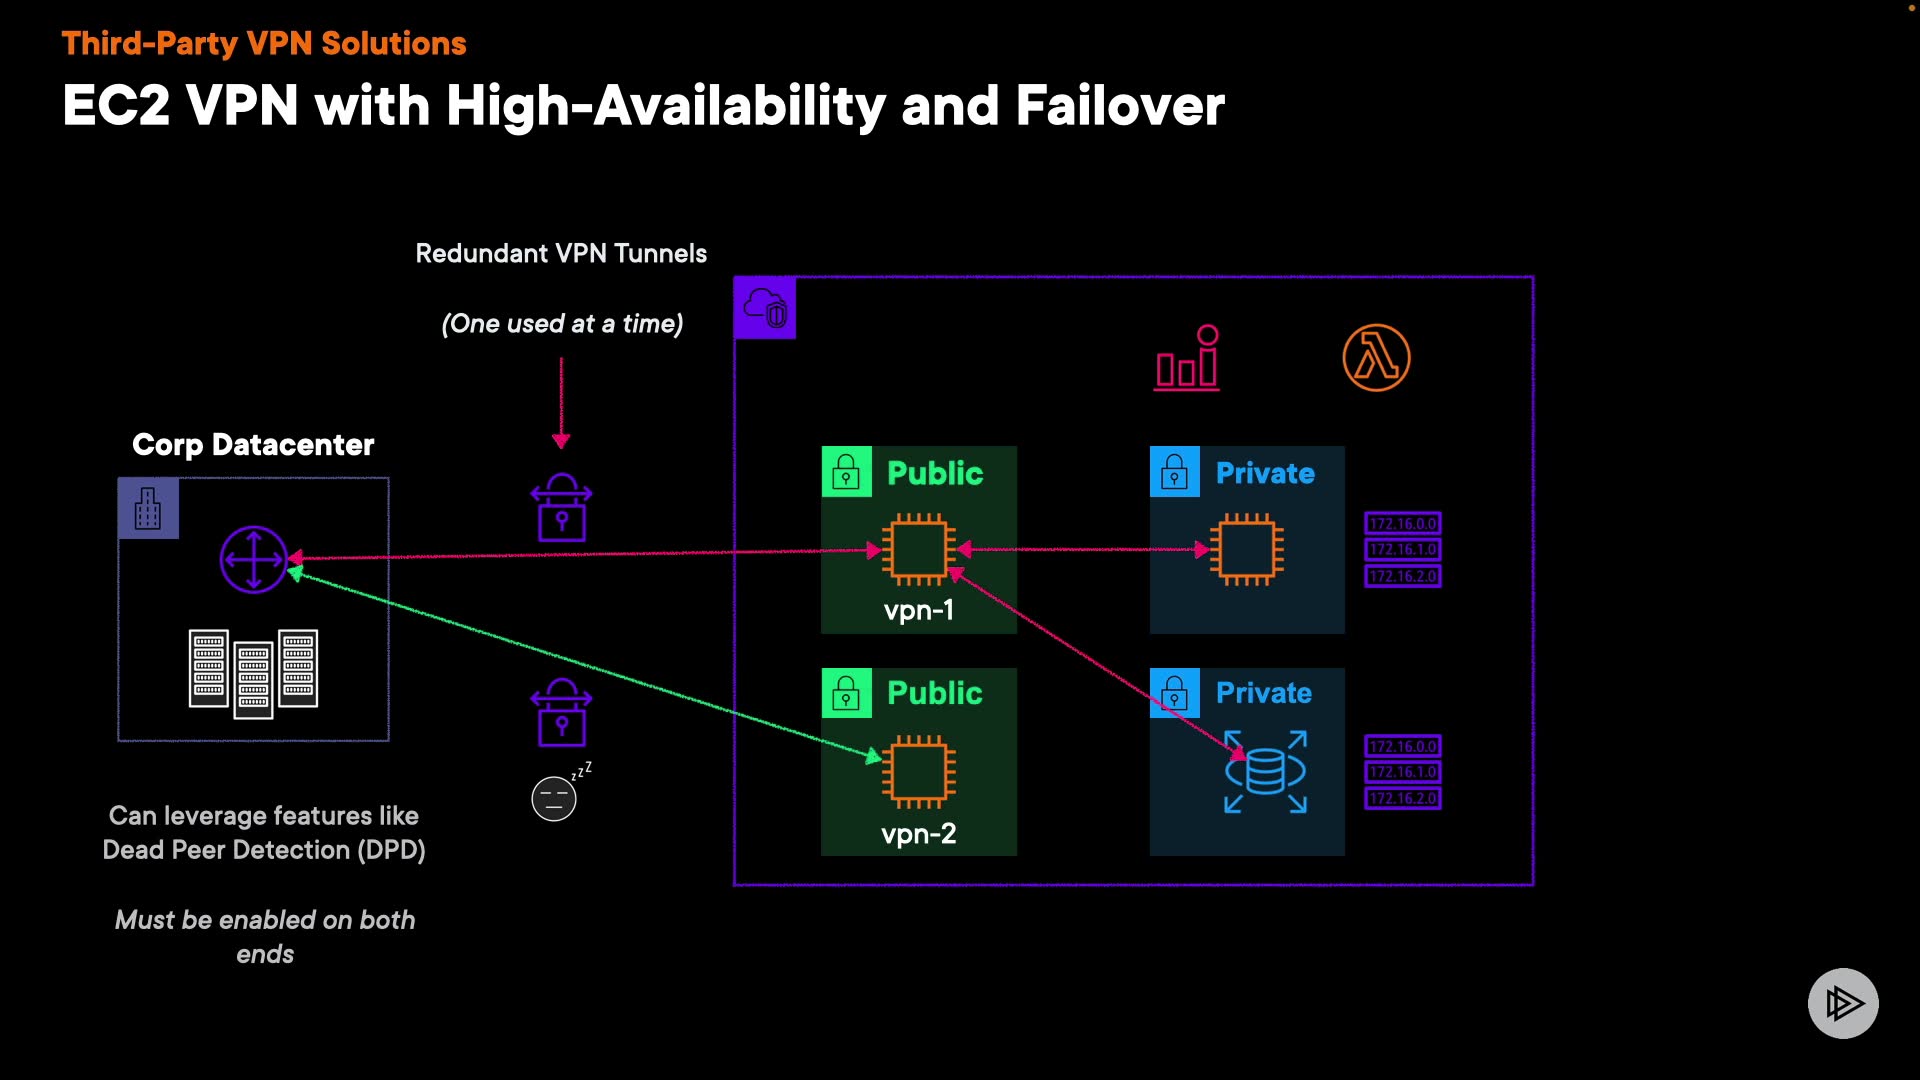 Third-Party VPN Solutions
EC2 VPN with High-Availability and Failover
Redundant VPN Tunnels
(One used at a time)
Corp Datacenter
Can leverage features like
Dead Peer Detection (DPD)
Must be enabled on both
ends
z z Z
Public
vpn-1
Private
172.16.0.0
172.16.1.0
172.16.2.0
Public
vpn-2
Private
172.16.0.0
172.16.1.0
172.16.2.0